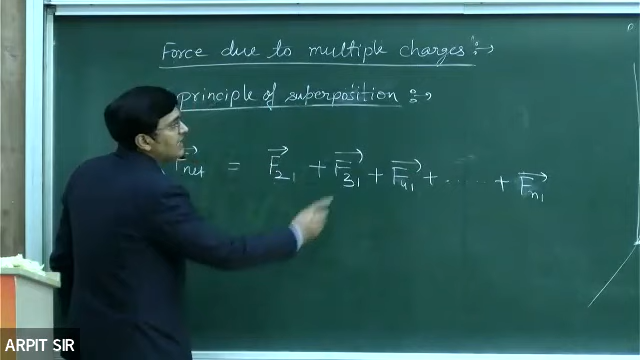 Force due to multiple charges :→
principle of superposition :→
F⃗net = F⃗21 + F⃗31 + F⃗41 + ..... + F⃗n1
ARPIT SIR